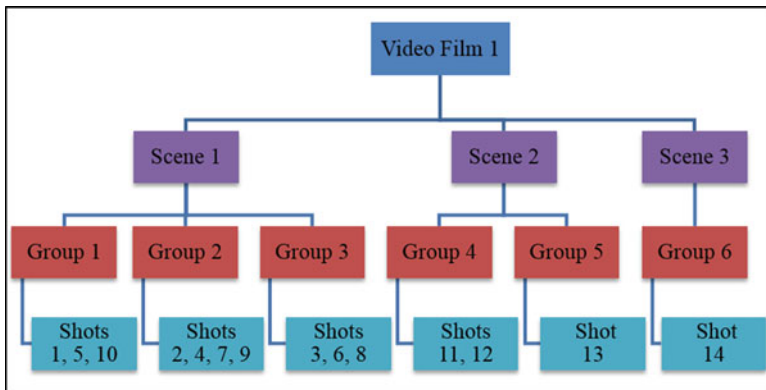 Video Film 1
Scene 1
Scene 2
Scene 3
Group 1
Group 2
Group 3
Group 4
Group 5
Group 6
Shots
1, 5, 10
Shots
2, 4, 7, 9
Shots
3, 6, 8
Shots
11, 12
Shot
13
Shot
14